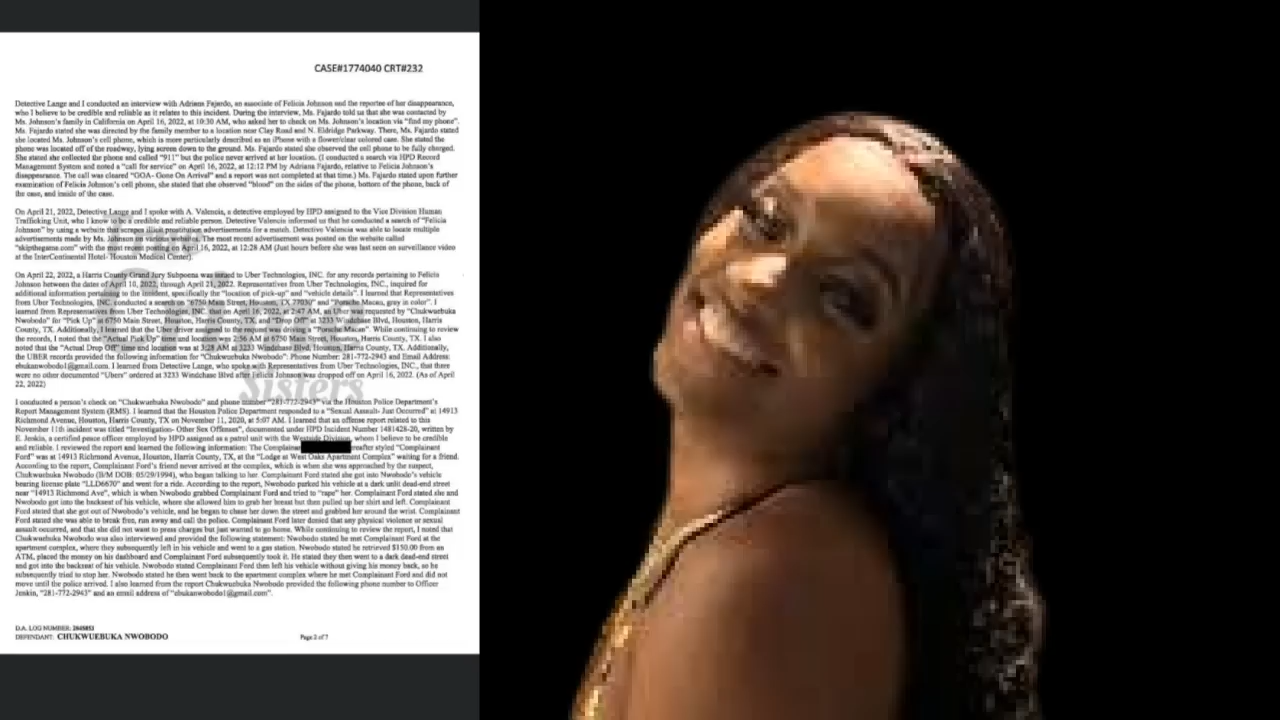 CASE#1774040 CRT#232
Detective Lange and I conducted an interview with Adriana Fajardo, an associate of Felicia Johnson and the reportee of her disappearance,
who I believe to be credible and reliable as it relates to this incident. During the interview, Ms. Fajardo told us that she was contacted by
Ms. Johnson's family in California on April 16, 2022, at 10:30 AM, who asked her to check on Ms. Johnson's location via "find my phone".
Ms. Fajardo stated she was directed by the family member to a location near Clay Road and N. Eldridge Parkway. There, Ms. Fajardo stated
she located Ms. Johnson's cell phone, which is more particularly described as an iPhone with a flower/clear colored case. She stated the
phone was located off of the roadway, lying screen down to the ground. Ms. Fajardo stated she observed the cell phone to be fully charged.
She stated she collected the phone and called "911" but the police never arrived at her location. (I conducted a search via HPD Record
Management System and noted a "call for service" on April 16, 2022, at 12:12 PM by Adriana Fajardo, relative to Felicia Johnson's
disappearance. The call was cleared "GOA- Gone On Arrival" and a report was not completed at that time.) Ms. Fajardo stated upon further
examination of Felicia Johnson's cell phone, she stated that she observed "blood" on the sides of the phone, bottom of the phone, back of
the case, and inside of the case.
On April 21, 2022, Detective Lange and I spoke with A. Valencia, a detective employed by HPD assigned to the Vice Division Human
Trafficking Unit, who I know to be a credible and reliable person. Detective Valencia informed us that he conducted a search of "Felicia
Johnson" by using a website that scrapes illicit prostitution advertisements for a match. Detective Valencia was able to locate multiple
advertisements made by Ms. Johnson on various websites. The most recent advertisement was posted on the website called
"skipthegame.com" with the most recent posting on April 16, 2022, at 12:28 AM (Just hours before she was last seen on surveillance video
at the InterContinental Hotel- Houston Medical Center).
On April 22, 2022, a Harris County Grand Jury Subpoena was issued to Uber Technologies, INC. for any records pertaining to Felicia
Johnson between the dates of April 10, 2022, through April 21, 2022. Representatives from Uber Technologies, INC., inquired for
additional information pertaining to the incident, specifically the "location of pick-up" and "vehicle details". I learned that Representatives
from Uber Technologies, INC. conducted a search on "6750 Main Street, Houston, TX 77030" and "Porsche Macan, grey in color". I
learned from Representatives from Uber Technologies, INC. that on April 16, 2022, at 2:47 AM, an Uber was requested by "Chukwuebuka
Nwobodo" for "Pick Up" at 6750 Main Street, Houston, Harris County, TX, and "Drop Off" at 3233 Windchase Blvd, Houston, Harris
County, TX. Additionally, I learned that the Uber driver assigned to the request was driving a "Porsche Macan". While continuing to review
the records, I noted that the "Actual Pick Up" time and location was 2:56 AM at 6750 Main Street, Houston, Harris County, TX. I also
noted that the "Actual Drop Off" time and location was at 3:28 AM at 3233 Windchase Blvd, Houston, Harris County, TX. Additionally,
the UBER records provided the following information for "Chukwuebuka Nwobodo": Phone Number: 281-772-2943 and Email Address:
ebukanwobodo1@gmail.com. I learned from Detective Lange, who spoke with Representatives from Uber Technologies, INC., that there
were no other documented "Ubers" ordered at 3233 Windchase Blvd after Felicia Johnson was dropped off on April 16, 2022. (As of April
22, 2022)
Sisters
I conducted a person's check on "Chukwuebuka Nwobodo" and phone number "281-772-2943" via the Houston Police Department's
Report Management System (RMS). I learned that the Houston Police Department responded to a "Sexual Assault- Just Occurred" at 14913
Richmond Avenue, Houston, Harris County, TX on November 11, 2020, at 5:07 AM. I learned that an offense report related to this
November 11th incident was titled "Investigation- Other Sex Offenses", documented under HPD Incident Number 1481428-20, written by
E. Jenkin, a certified peace officer employed by HPD assigned as a patrol unit with the Westside Division, whom I believe to be credible
and reliable. I reviewed the report and learned the following information: The Complainant reafter styled "Complainant
Ford" was at 14913 Richmond Avenue, Houston, Harris County, TX, at the "Lodge at West Oaks Apartment Complex" waiting for a friend.
According to the report, Complainant Ford's friend never arrived at the complex, which is when she was approached by the suspect,
Chukwuebuka Nwobodo (B/M DOB: 05/29/1994), who began talking to her. Complainant Ford stated she got into Nwobodo's vehicle
bearing license plate "LLD6670" and went for a ride. According to the report, Nwobodo parked his vehicle at a dark unlit dead-end street
near "14913 Richmond Ave", which is when Nwobodo grabbed Complainant Ford and tried to "rape" her. Complainant Ford stated she and
Nwobodo got into the backseat of his vehicle, where she allowed him to grab her breast but then pulled up her shirt and left. Complainant
Ford stated that she got out of Nwobodo's vehicle, and he began to chase her down the street and grabbed her around the wrist. Complainant
Ford stated she was able to break free, run away and call the police. Complainant Ford later denied that any physical violence or sexual
assault occurred, and that she did not want to press charges but just wanted to go home. While continuing to review the report, I noted that
Chukwuebuka Nwobodo was also interviewed and provided the following statement: Nwobodo stated he met Complainant Ford at the
apartment complex, where they subsequently left in his vehicle and went to a gas station. Nwobodo stated he retrieved $150.00 from an
ATM, placed the money on his dashboard and Complainant Ford subsequently took it. He stated they then went to a dark dead-end street
and got into the backseat of his vehicle. Nwobodo stated Complainant Ford then left his vehicle without giving his money back, so he
subsequently tried to stop her. Nwobodo stated he then went back to the apartment complex where he met Complainant Ford and did not
move until the police arrived. I also learned from the report Chukwuebuka Nwobodo provided the following phone number to Officer
Jenkin, "281-772-2943" and an email address of "ebukanwobodo1@gmail.com".
D.A. LOG NUMBER: 2845853
DEFENDANT: CHUKWUEBUKA NWOBODO
Page 2 of 7